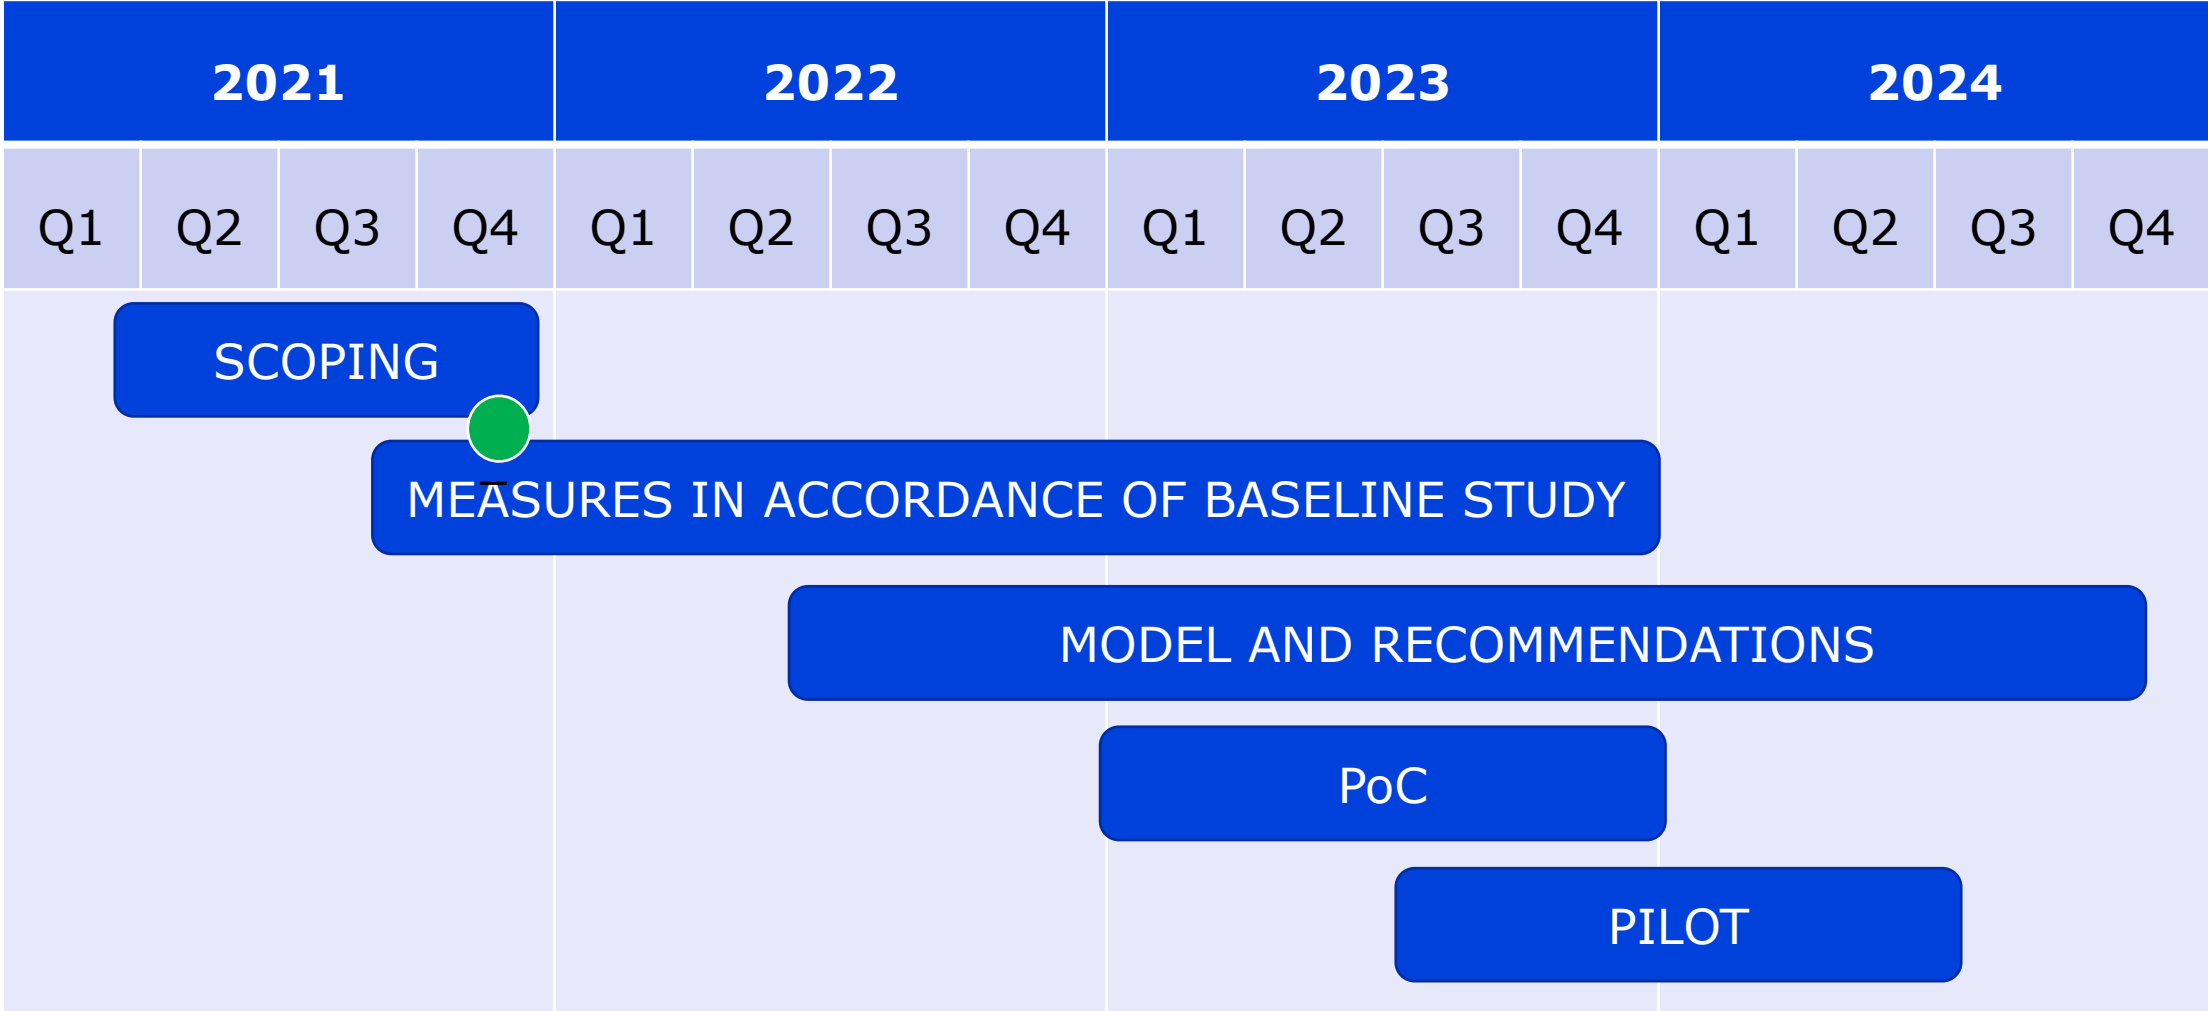 2021 2022 2023 2024
Q1 Q2 Q3 Q4 Q1 Q2 Q3 Q4 Q1 Q2 Q3 Q4 Q1 Q2 Q3 Q4
SCOPING
MEASURES IN ACCORDANCE OF BASELINE STUDY
MODEL AND RECOMMENDATIONS
PoC
PILOT